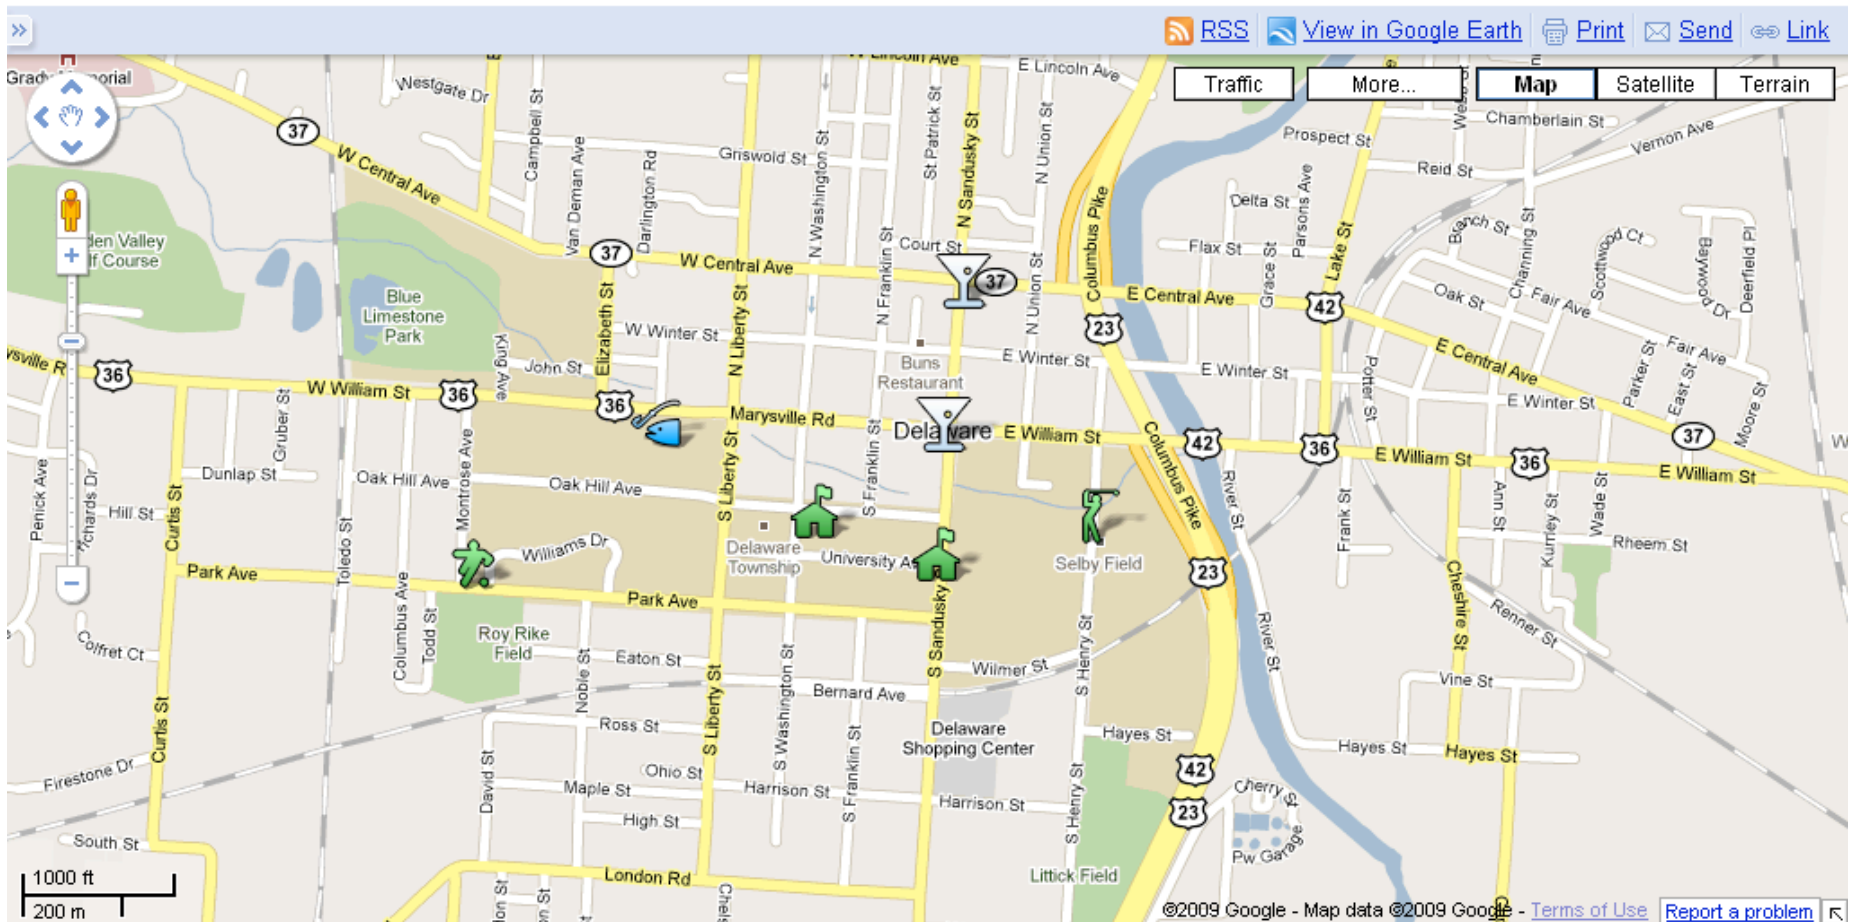 »
RSS
View in Google Earth
Print
Send
Link
Traffic
More...
Map
Satellite
Terrain
E Lincoln Ave
Westgate Dr
Campbell St
37
W Central Ave
Griswold St
N Washington St
St Patrick St
N Sandusky St
N Union St
Prospect St
Chamberlain St
Vernon Ave
Reid St
Van Deman Ave
Darlington Rd
Delta St
Parsons Ave
Columbus Pike
Lake St
Branch St
Channing St
Scottwood Ct
Baywood Dr
Deerfield Pl
Court St
Flax St
Grace St
37
W Central Ave
37
N Franklin St
N Union St
E Central Ave
42
Oak St
Fair Ave
Blue
Limestone
Park
Elizabeth St
N Liberty St
W Winter St
23
E Winter St
E Winter St
E Central Ave
Fair Ave
Buns
Restaurant
King Ave
John St
Potter St
Parker St
East St
Moore St
36
W William St
36
36
Marysville Rd
Delaware
E William St
42
36
E William St
36
E Winter St
37
E William St
Gruber St
Penick Ave
Dunlap St
Oak Hill Ave
Montrose Ave
Oak Hill Ave
S Liberty St
S Franklin St
Columbus Pike
River St
Frank St
Ann St
Kurrley St
Wade St
Hill St
Curtis St
Toledo St
Williams Dr
Delaware
Township
Selby Field
23
Rheem St
Park Ave
Park Ave
Columbus Ave
Todd St
Roy Rike
Field
Colfret Ct
Eaton St
Noble St
S Liberty St
S Washington St
Bernard Ave
S Sandusky
Wilmer St
S Henry St
River St
Cheshire St
Renner St
Vine St
Ross St
Delaware
Shopping Center
Hayes St
Hayes St
Hayes St
Curtis St
Firestone Dr
David St
Ohio St
Maple St
Harrison St
S Franklin St
Harrison St
S Henry St
42
23
Cherry St
High St
South St
London Rd
Littick Field
Pw Garage
1000 ft
200 m
©2009 Google - Map data ©2009 Google - Terms of Use
Report a problem